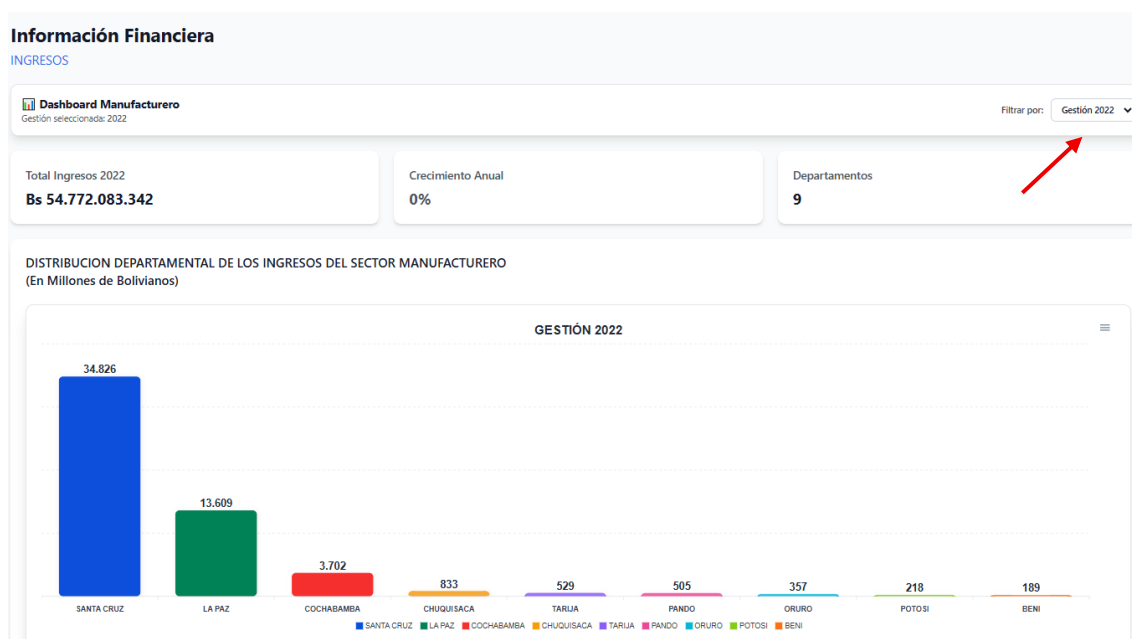 Información Financiera
INGRESOS
Dashboard Manufacturero
Gestión seleccionada: 2022
Filtrar por: Gestión 2022
Total Ingresos 2022
Bs 54.772.083.342
Crecimiento Anual
0%
Departamentos
9
DISTRIBUCION DEPARTAMENTAL DE LOS INGRESOS DEL SECTOR MANUFACTURERO
(En Millones de Bolivianos)
GESTIÓN 2022
34.826
13.609
3.702
833
529
505
357
218
189
SANTA CRUZ LA PAZ COCHABAMBA CHUQUISACA TARIJA PANDO ORURO POTOSI BENI
SANTA CRUZ LA PAZ COCHABAMBA CHUQUISACA TARIJA PANDO ORURO POTOSI BENI